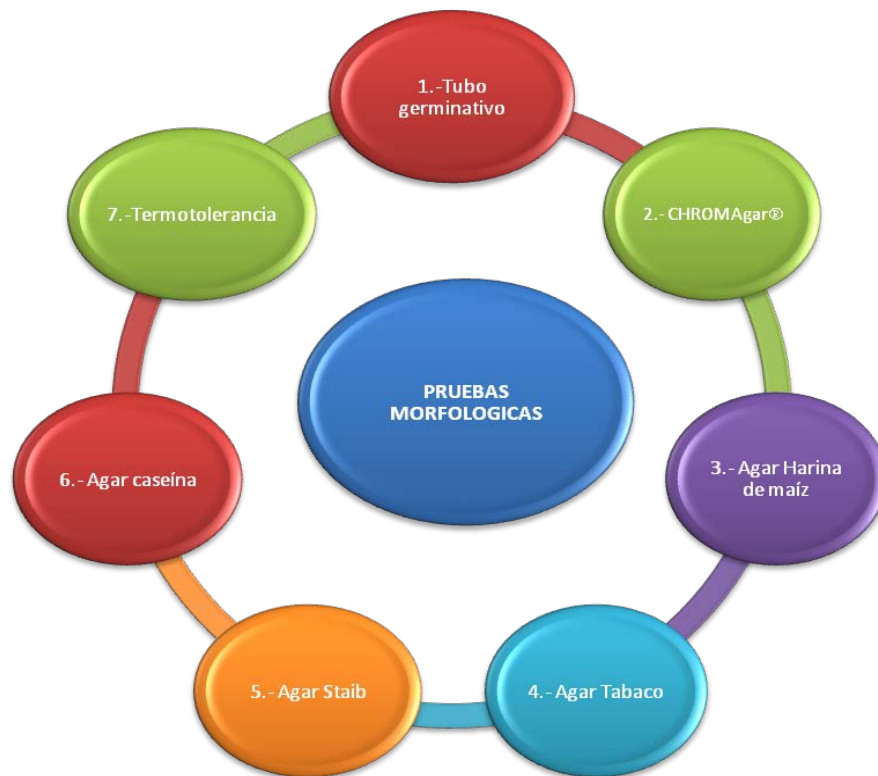 1.-Tubo
germinativo
2.- CHROMAgar®
3.- Agar Harina
de maíz
4.- Agar Tabaco
5.- Agar Staib
6.- Agar caseína
7.-Termotolerancia
PRUEBAS
MORFOLOGICAS